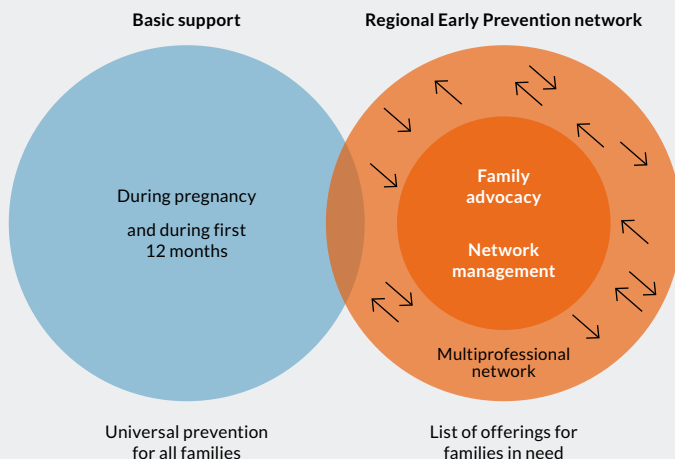 Basic support
Regional Early Prevention network
During pregnancy
and during first
12 months
Family
advocacy
Network
management
Multiprofessional
network
Universal prevention
for all families
List of offerings for
families in need